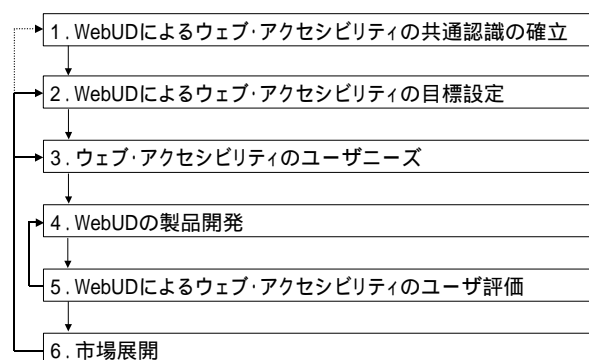 1．WebUDによるウェブ・アクセシビリティの共通認識の確立
2．WebUDによるウェブ・アクセシビリティの目標設定
3．ウェブ・アクセシビリティのユーザニーズ
4．WebUDの製品開発
5．WebUDによるウェブ・アクセシビリティのユーザ評価
6．市場展開